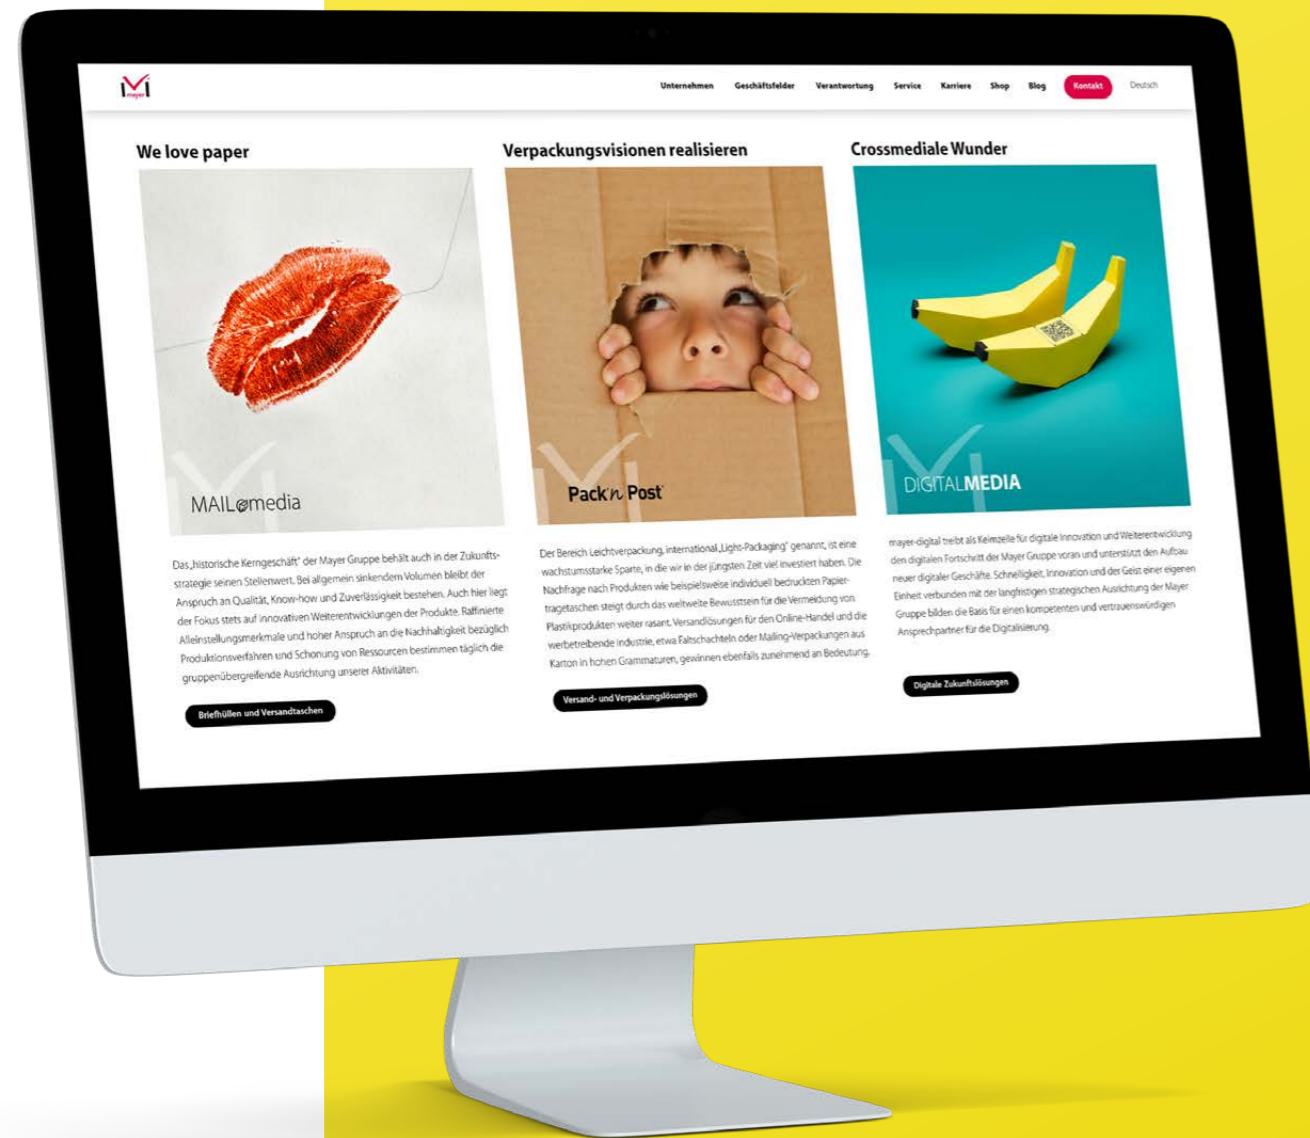 mayer
Unternehmen Geschäftsfelder Verantwortung Service Karriere Shop Blog Kontakt Deutsch
We love paper
MAIL@media
Das „historische Kerngeschäft“ der Mayer Gruppe behält auch in der Zukunfts-
strategie seinen Stellenwert. Bei allgemein sinkendem Volumen bleibt der
Anspruch an Qualität, Know-how und Zuverlässigkeit bestehen. Auch hier liegt
der Fokus stets auf innovativen Weiterentwicklungen der Produkte. Raffinierte
Alleinstellungsmerkmale und hoher Anspruch an die Nachhaltigkeit bezüglich
Produktionsverfahren und Schonung von Ressourcen bestimmen täglich die
gruppenübergreifende Ausrichtung unserer Aktivitäten.
Briefhüllen und Versandtaschen
Verpackungsvisionen realisieren
Pack'n Post
Der Bereich Leichtverpackung, international „Light-Packaging“ genannt, ist eine
wachstumsstarke Sparte, in die wir in der jüngsten Zeit viel investiert haben. Die
Nachfrage nach Produkten wie beispielsweise individuell bedruckten Papier-
tragetaschen steigt durch das weltweite Bewusstsein für die Vermeidung von
Plastikprodukten weiter rasant. Versandlösungen für den Online-Handel und die
werbetreibende Industrie, etwa Faltschachteln oder Mailing-Verpackungen aus
Karton in hohen Grammaturen, gewinnen ebenfalls zunehmend an Bedeutung.
Versand- und Verpackungslösungen
Crossmediale Wunder
DIGITALMEDIA
mayer-digital treibt als Keimzelle für digitale Innovation und Weiterentwicklung
den digitalen Fortschritt der Mayer Gruppe voran und unterstützt den Aufbau
neuer digitaler Geschäfte. Schnelligkeit, Innovation und der Geist einer eigenen
Einheit verbunden mit der langfristigen strategischen Ausrichtung der Mayer
Gruppe bilden die Basis für einen kompetenten und vertrauenswürdigen
Ansprechpartner für die Digitalisierung.
Digitale Zukunftslösungen